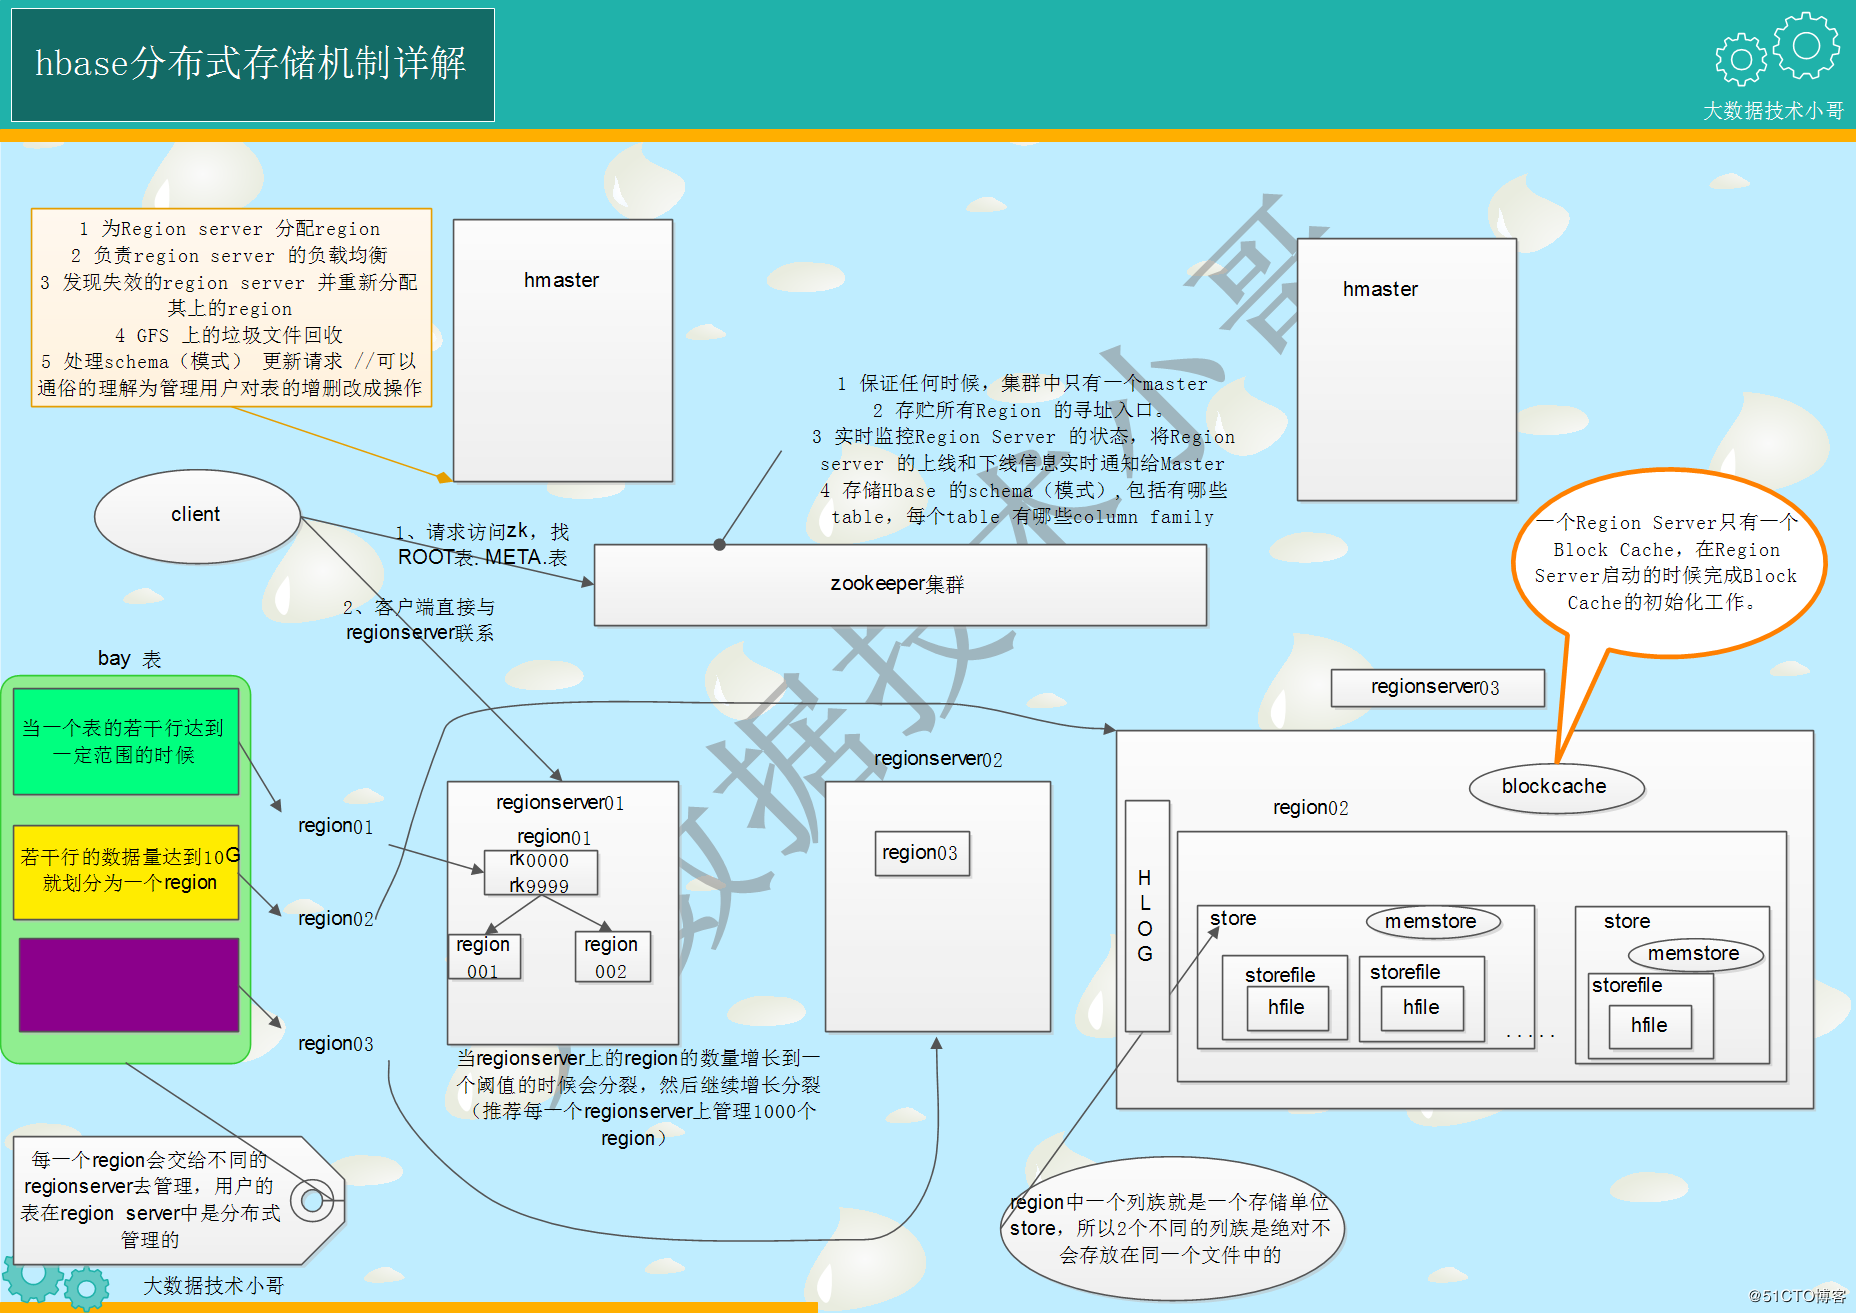 hbase分布式存储机制详解
大数据技术小哥
1 为Region server 分配region
2 负责region server 的负载均衡
3 发现失效的region server 并重新分配
其上的region
4 GFS 上的垃圾文件回收
5 处理schema（模式） 更新请求 //可以
通俗的理解为管理用户对表的增删改成操作
hmaster
hmaster
1 保证任何时候，集群中只有一个master
2 存贮所有Region 的寻址入口。
3 实时监控Region Server 的状态，将Region
server 的上线和下线信息实时通知给Master
4 存储Hbase 的schema（模式）,包括有哪些
table，每个table 有哪些column family
client
1、请求访问zk，找
ROOT表. META.表
zookeeper集群
一个Region Server只有一个
Block Cache，在Region
Server启动的时候完成Block
Cache的初始化工作。
2、客户端直接与
regionserver联系
bay 表
当一个表的若干行达到
一定范围的时候
若干行的数据量达到10G
就划分为一个region
region01
region02
region03
regionserver01
region01
rk0000
rk9999
region
001
region
002
当regionserver上的region的数量增长到一
个阈值的时候会分裂，然后继续增长分裂
（推荐每一个regionserver上管理1000个
region）
regionserver02
region03
regionserver03
blockcache
region02
H
L
O
G
store
memstore
storefile
hfile
storefile
hfile
.....
store
memstore
storefile
hfile
每一个region会交给不同的
regionserver去管理，用户的
表在region server中是分布式
管理的
region中一个列族就是一个存储单位
store，所以2个不同的列族是绝对不
会存放在同一个文件中的
大数据技术小哥
数据技术小哥
@51CTO博客